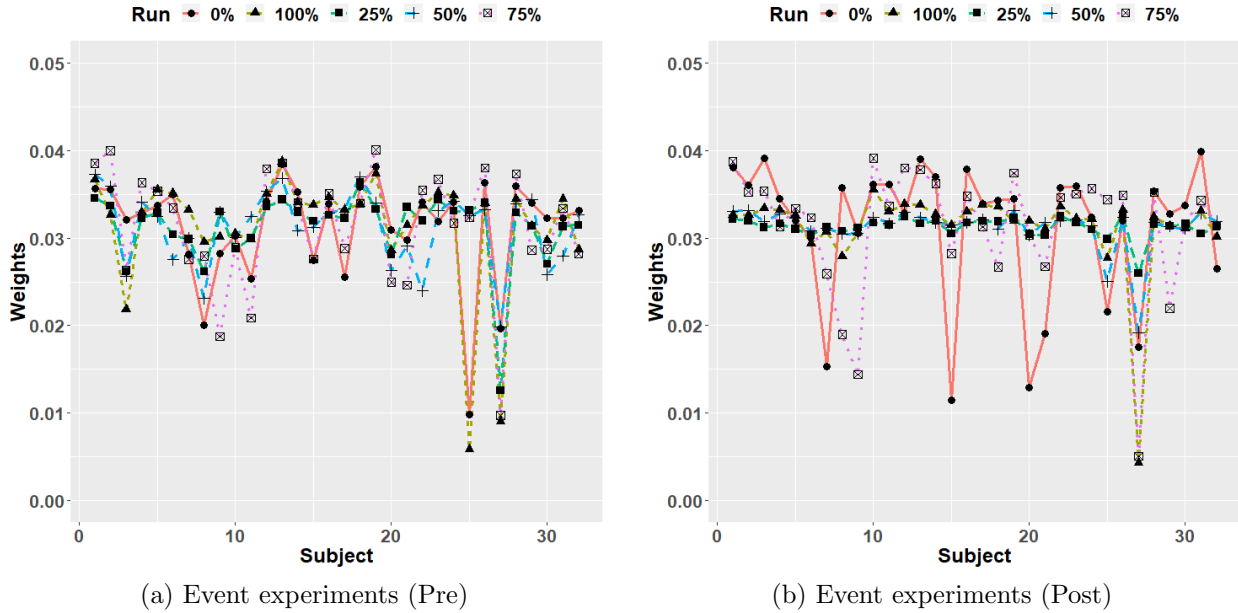 Run 0% 100% 25% 50% 75%
0.05
0.04
0.03
0.02
0.01
0.00
Weights
0 10 20 30
Subject
(a) Event experiments (Pre)
Run 0% 100% 25% 50% 75%
0.05
0.04
0.03
0.02
0.01
0.00
Weights
0 10 20 30
Subject
(b) Event experiments (Post)